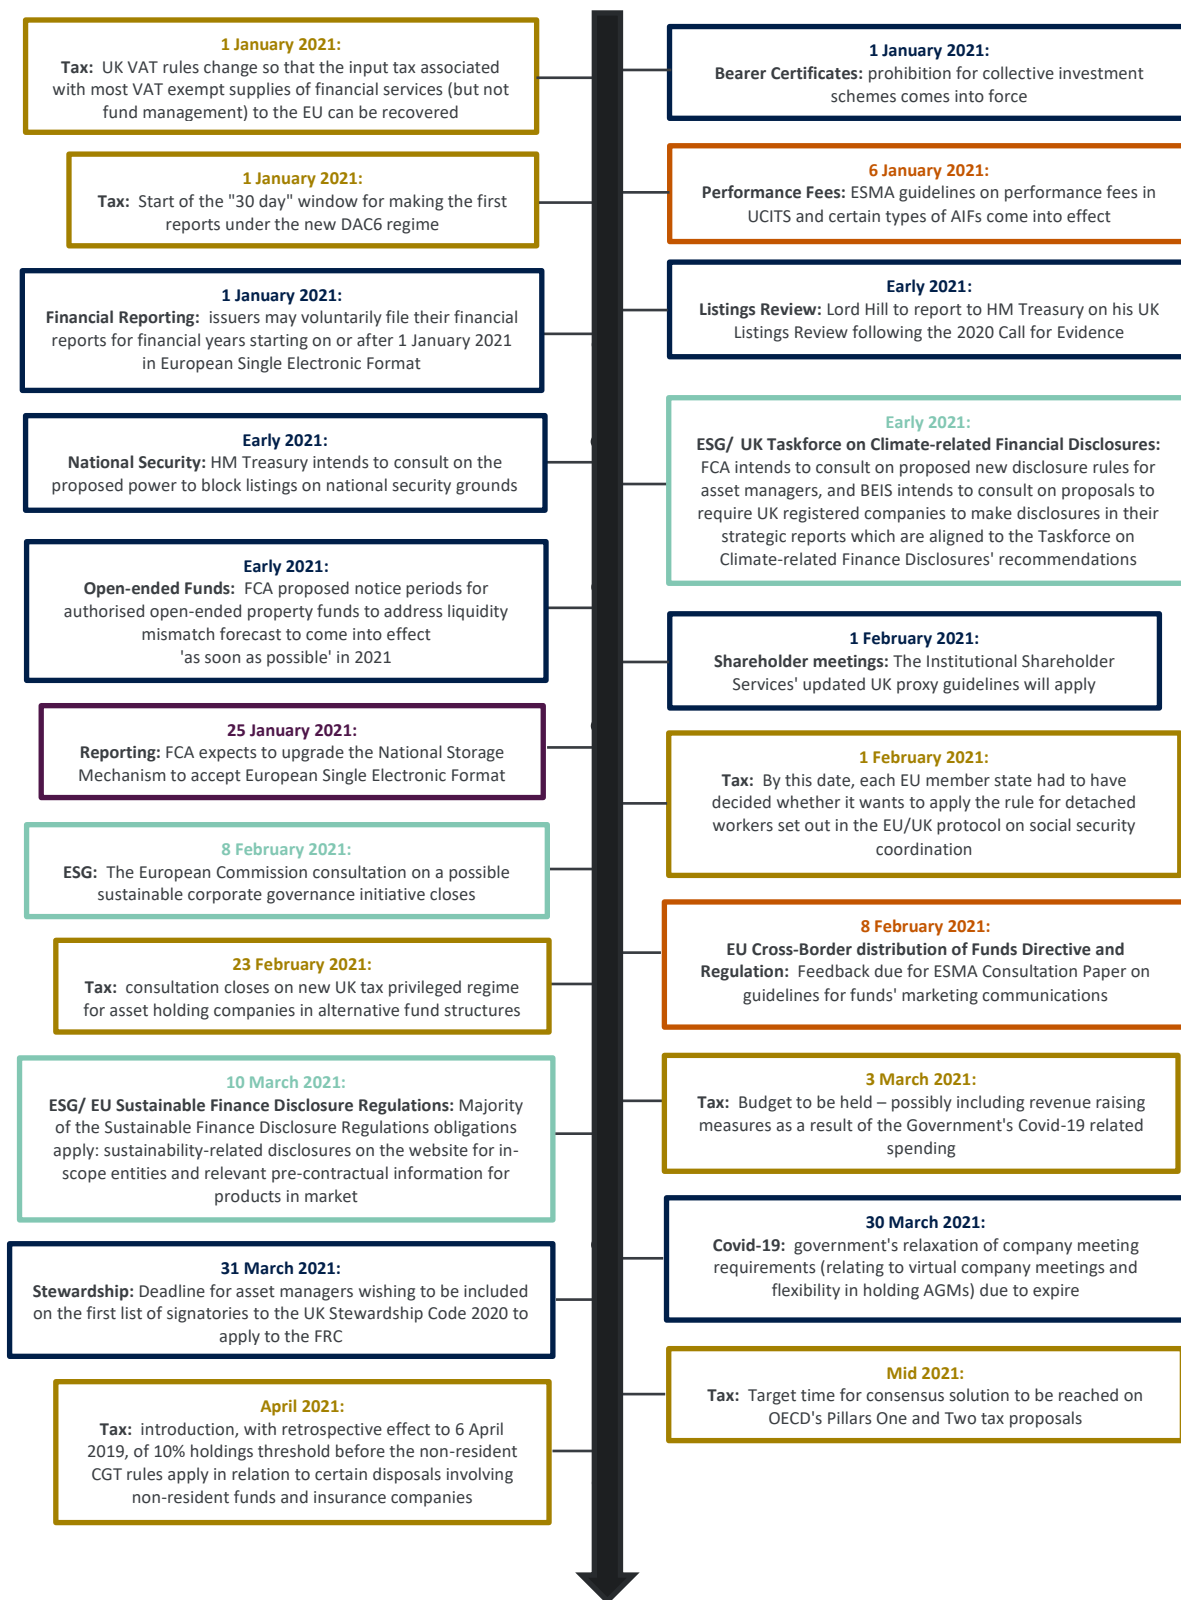 1 January 2021:
Tax: UK VAT rules change so that the input tax associated
with most VAT exempt supplies of financial services (but not
fund management) to the EU can be recovered
1 January 2021:
Bearer Certificates: prohibition for collective investment
schemes comes into force
1 January 2021:
Tax: Start of the "30 day" window for making the first
reports under the new DAC6 regime
6 January 2021:
Performance Fees: ESMA guidelines on performance fees in
UCITS and certain types of AIFs come into effect
1 January 2021:
Financial Reporting: issuers may voluntarily file their financial
reports for financial years starting on or after 1 January 2021
in European Single Electronic Format
Early 2021:
Listings Review: Lord Hill to report to HM Treasury on his UK
Listings Review following the 2020 Call for Evidence
Early 2021:
National Security: HM Treasury intends to consult on the
proposed power to block listings on national security grounds
Early 2021:
ESG/ UK Taskforce on Climate-related Financial Disclosures:
FCA intends to consult on proposed new disclosure rules for
asset managers, and BEIS intends to consult on proposals to
require UK registered companies to make disclosures in their
strategic reports which are aligned to the Taskforce on
Climate-related Finance Disclosures' recommendations
Early 2021:
Open-ended Funds: FCA proposed notice periods for
authorised open-ended property funds to address liquidity
mismatch forecast to come into effect
'as soon as possible' in 2021
1 February 2021:
Shareholder meetings: The Institutional Shareholder
Services' updated UK proxy guidelines will apply
25 January 2021:
Reporting: FCA expects to upgrade the National Storage
Mechanism to accept European Single Electronic Format
1 February 2021:
Tax: By this date, each EU member state had to have
decided whether it wants to apply the rule for detached
workers set out in the EU/UK protocol on social security
coordination
8 February 2021:
ESG: The European Commission consultation on a possible
sustainable corporate governance initiative closes
8 February 2021:
EU Cross-Border distribution of Funds Directive and
Regulation: Feedback due for ESMA Consultation Paper on
guidelines for funds' marketing communications
23 February 2021:
Tax: consultation closes on new UK tax privileged regime
for asset holding companies in alternative fund structures
3 March 2021:
Tax: Budget to be held – possibly including revenue raising
measures as a result of the Government's Covid-19 related
spending
10 March 2021:
ESG/ EU Sustainable Finance Disclosure Regulations: Majority
of the Sustainable Finance Disclosure Regulations obligations
apply: sustainability-related disclosures on the website for in-
scope entities and relevant pre-contractual information for
products in market
30 March 2021:
Covid-19: government's relaxation of company meeting
requirements (relating to virtual company meetings and
flexibility in holding AGMs) due to expire
31 March 2021:
Stewardship: Deadline for asset managers wishing to be included
on the first list of signatories to the UK Stewardship Code 2020 to
apply to the FRC
Mid 2021:
Tax: Target time for consensus solution to be reached on
OECD's Pillars One and Two tax proposals
April 2021:
Tax: introduction, with retrospective effect to 6 April
2019, of 10% holdings threshold before the non-resident
CGT rules apply in relation to certain disposals involving
non-resident funds and insurance companies